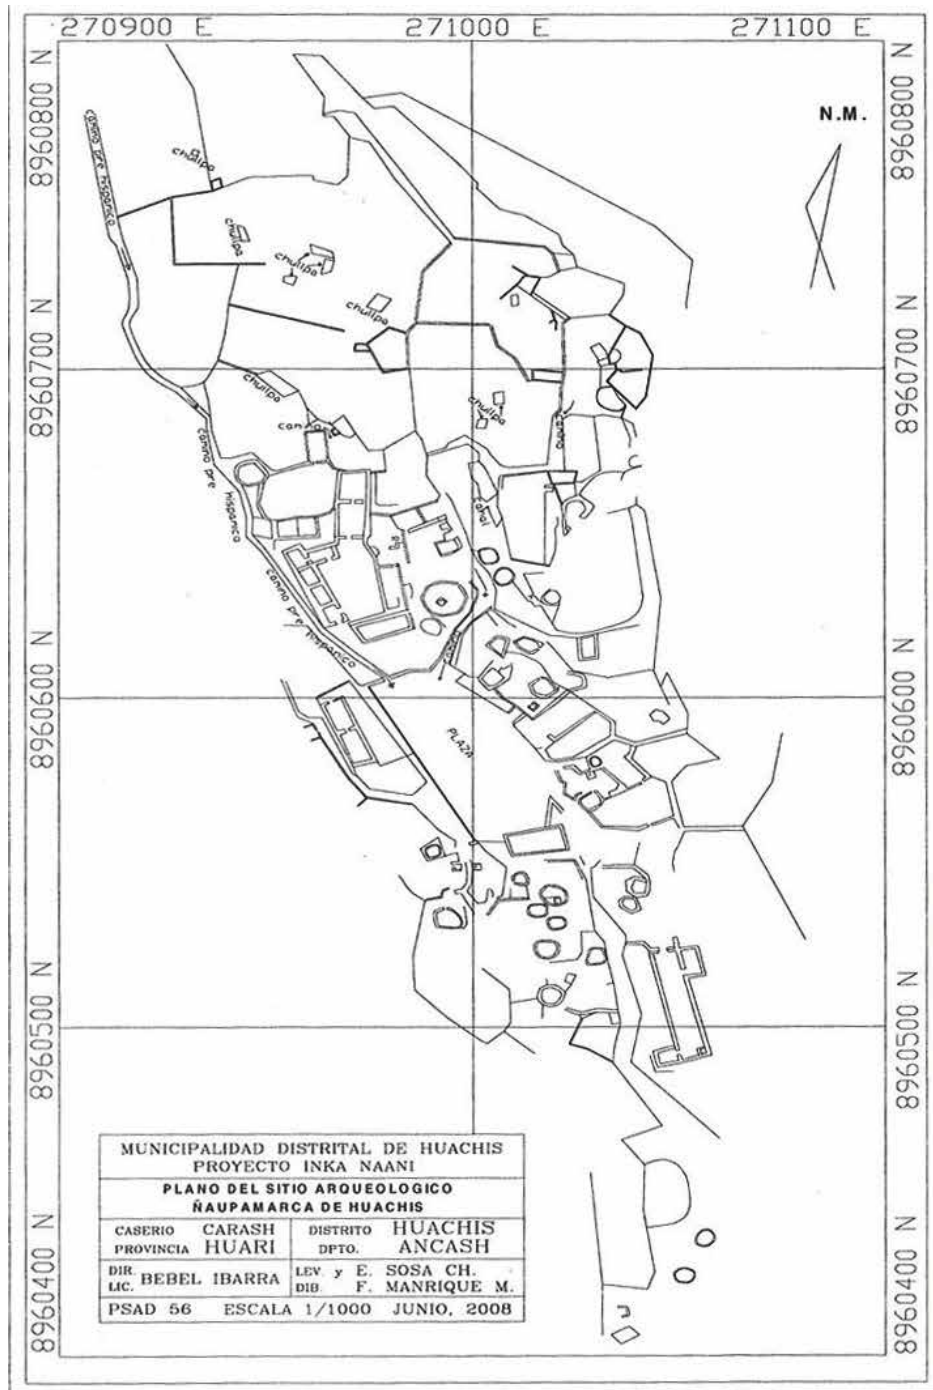 270900 E
271000 E
271100 E
8960800 N
8960800 N
N.M.
camino pre hispanico
chullpa
chullpa
chullpa
chullpa
8960700 N
8960700 N
chullpa
chullpa
camino pre
hispanico
canal
camino pre hispanico
8960600 N
8960600 N
PLAZA
8960500 N
8960500 N
8960400 N
8960400 N
MUNICIPALIDAD DISTRITAL DE HUACHIS
PROYECTO INKA NAANI
PLANO DEL SITIO ARQUEOLOGICO
ÑAUPAMARCA DE HUACHIS
CASERIO CARASH DISTRITO HUACHIS
PROVINCIA HUARI DPTO. ANCASH
DIR.
LIC. BEBEL IBARRA
LEV. y E. SOSA CH.
DIB F. MANRIQUE M.
PSAD 56 ESCALA 1/1000 JUNIO, 2008